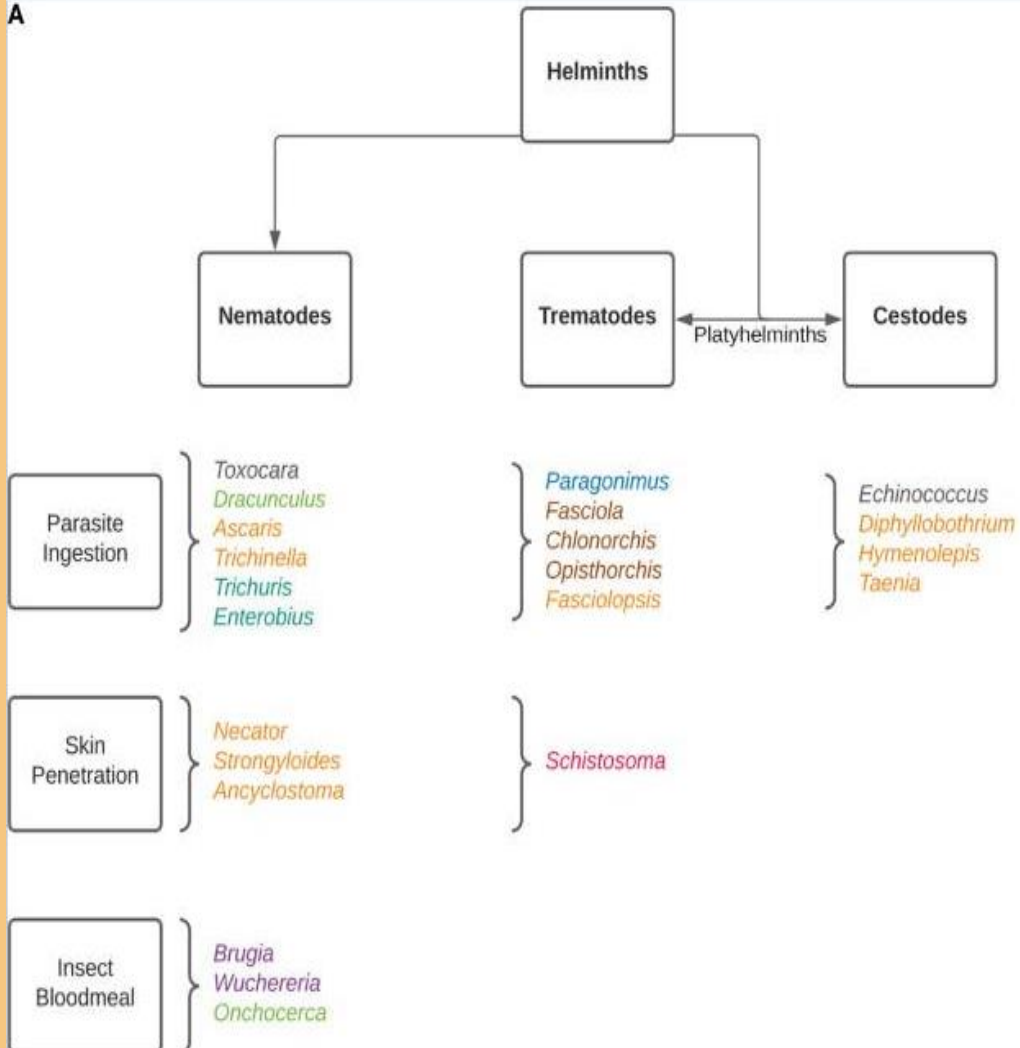 A
Helminths
Nematodes
Trematodes
Platyhelminths
Cestodes
Parasite
Ingestion
Toxocara
Dracunculus
Ascaris
Trichinella
Trichuris
Enterobius
Paragonimus
Fasciola
Chlonorchis
Opisthorchis
Fasciolopsis
Echinococcus
Diphyllobothrium
Hymenolepis
Taenia
Skin
Penetration
Necator
Strongyloides
Ancyclostoma
Schistosoma
Insect
Bloodmeal
Brugia
Wuchereria
Onchocerca